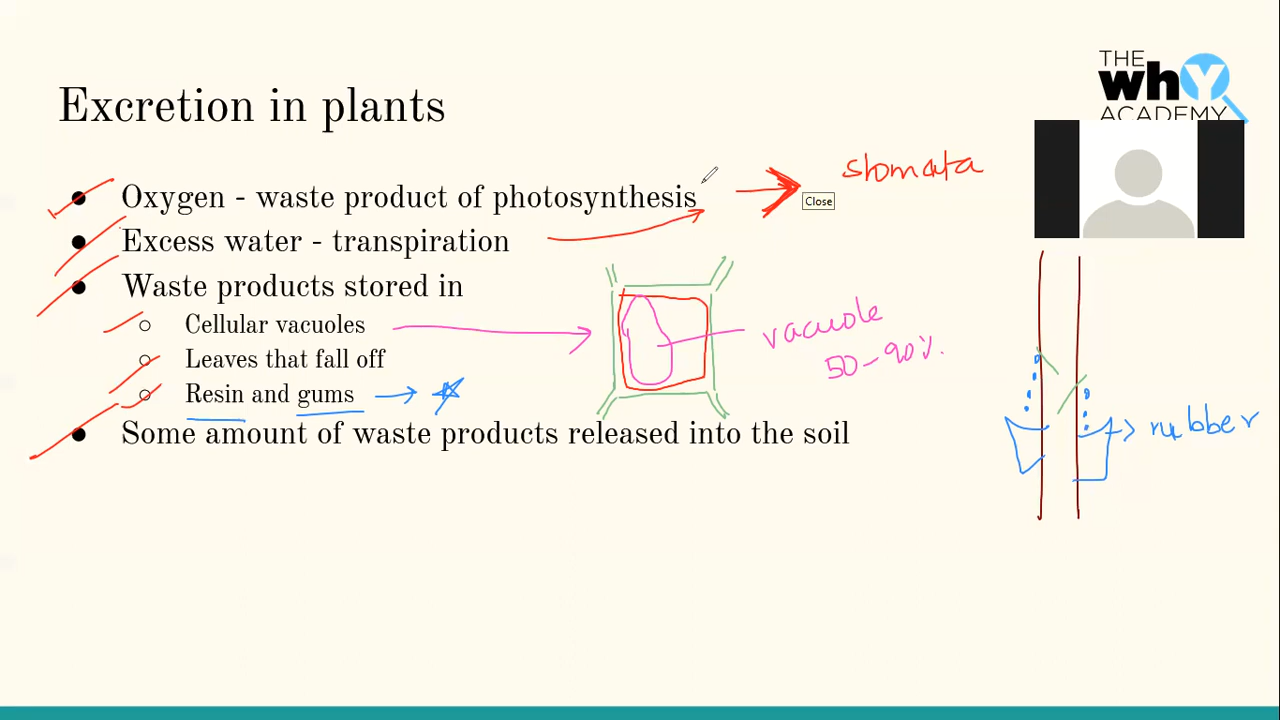 THE
whY
ACADEMY
Excretion in plants
Oxygen - waste product of photosynthesis
stomata
Close
Excess water - transpiration
Waste products stored in
Cellular vacuoles
vacuole
50-90%.
Leaves that fall off
Resin and gums
rubber
Some amount of waste products released into the soil